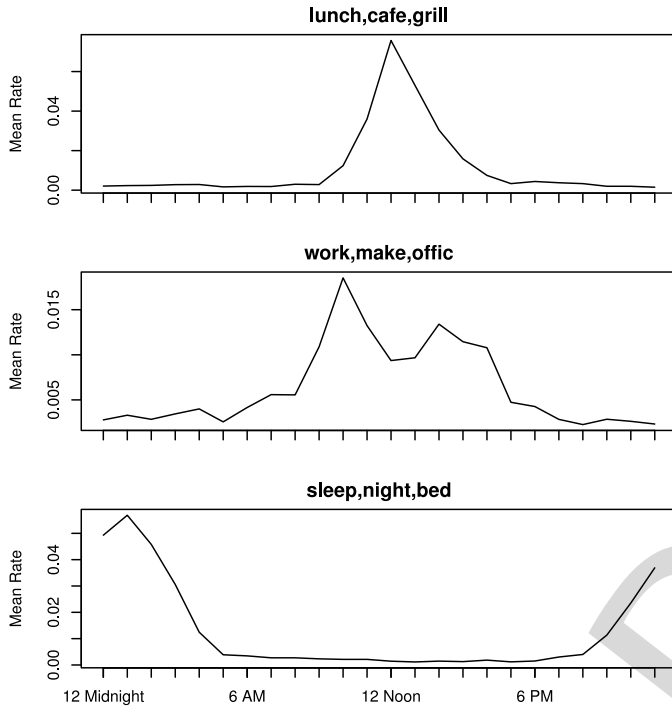 lunch,cafe,grill
Mean Rate
0.04
0.00
work,make,offic
Mean Rate
0.015
0.005
sleep,night,bed
Mean Rate
0.04
0.02
0.00
12 Midnight 6 AM 12 Noon 6 PM